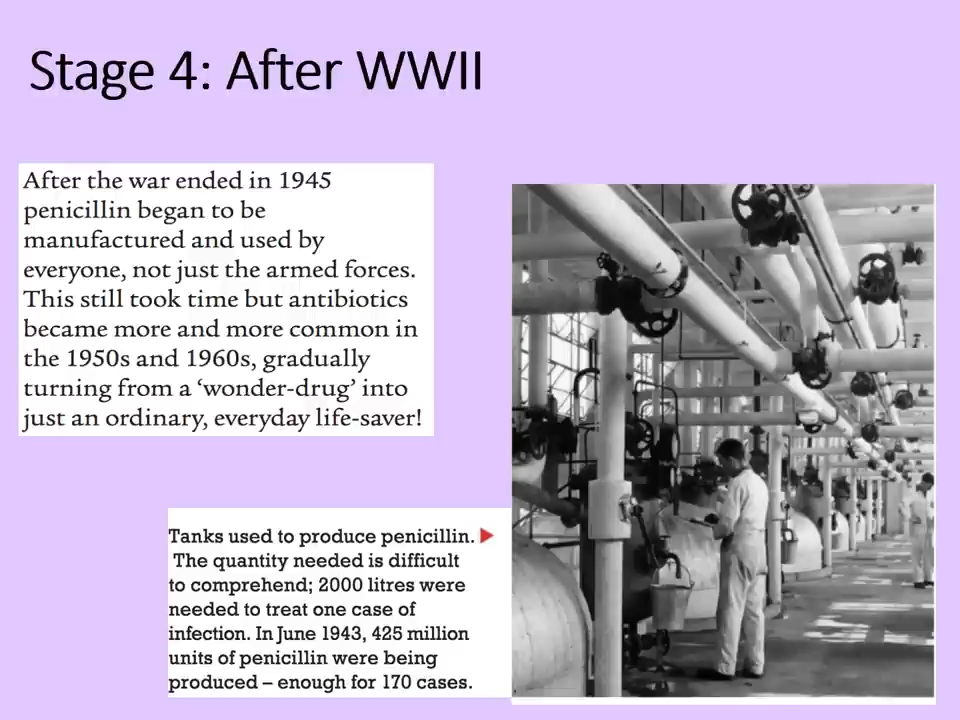 Stage 4: After WWII
After the war ended in 1945
penicillin began to be
manufactured and used by
everyone, not just the armed forces.
This still took time but antibiotics
became more and more common in
the 1950s and 1960s, gradually
turning from a ‘wonder-drug’ into
just an ordinary, everyday life-saver!
Tanks used to produce penicillin.
The quantity needed is difficult
to comprehend; 2000 litres were
needed to treat one case of
infection. In June 1943, 425 million
units of penicillin were being
produced – enough for 170 cases.